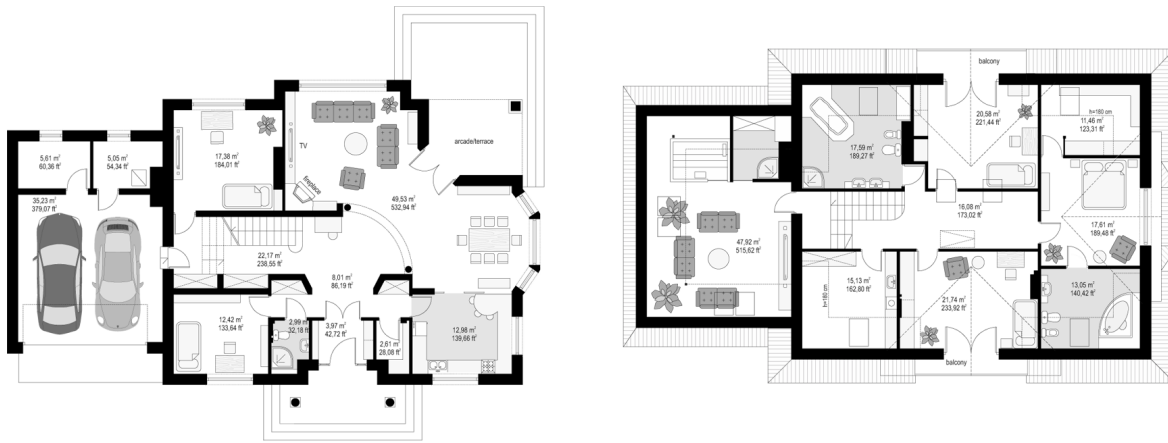 5,61 m²
60,36 ft²
5,05 m²
54,34 ft²
35,23 m²
379,07 ft²
17,38 m²
184,01 ft²
TV
fireplace
49,53 m²
532,94 ft²
arcade/terrace
22,17 m²
238,55 ft²
8,01 m²
86,19 ft²
12,42 m²
133,64 ft²
2,99 m²
32,18 ft²
3,97 m²
42,72 ft²
2,61 m²
28,08 ft²
12,98 m²
139,66 ft²
balcony
17,59 m²
189,27 ft²
20,58 m²
221,44 ft²
h=160 cm
11,46 m²
123,31 ft²
47,92 m²
515,62 ft²
16,08 m²
173,02 ft²
17,61 m²
189,48 ft²
h=160 cm
15,13 m²
162,80 ft²
21,74 m²
233,92 ft²
13,05 m²
140,42 ft²
balcony